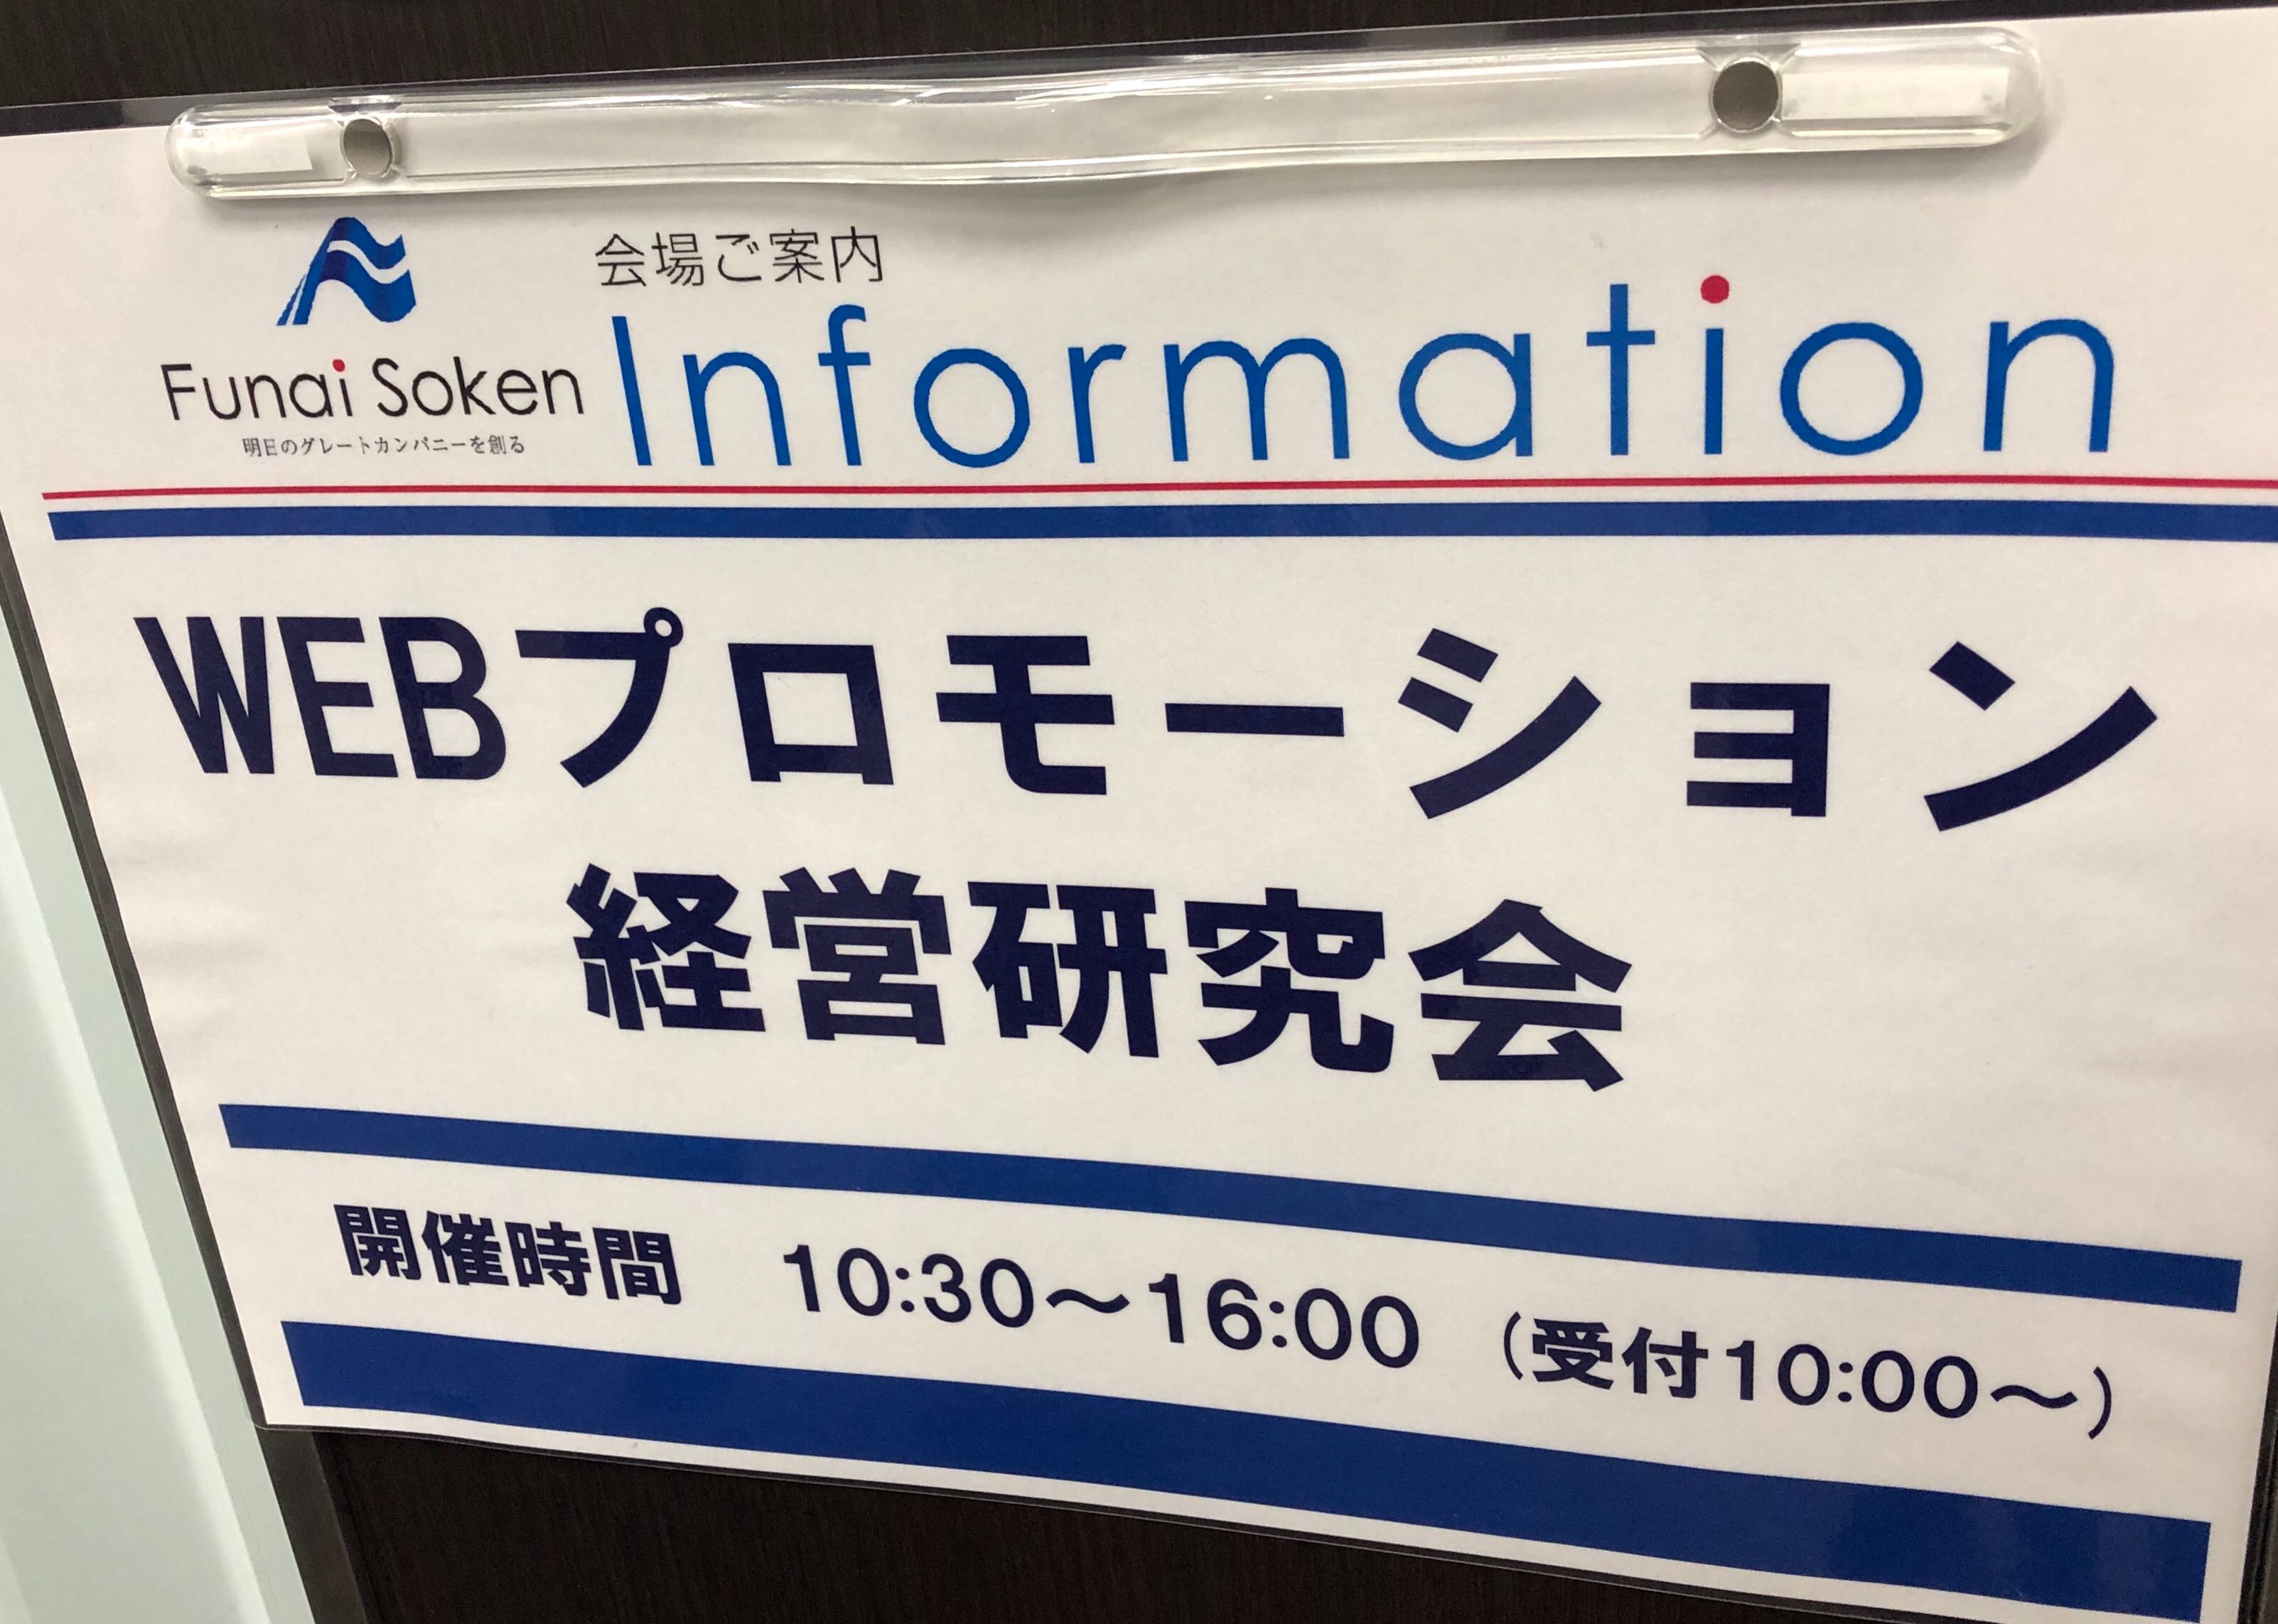 会場ご案内
Information
Funai Soken
明日のグレートカンパニーを創る
WEBプロモーション
経営研究会
開催時間　10:30～16:00　（受付10:00～）